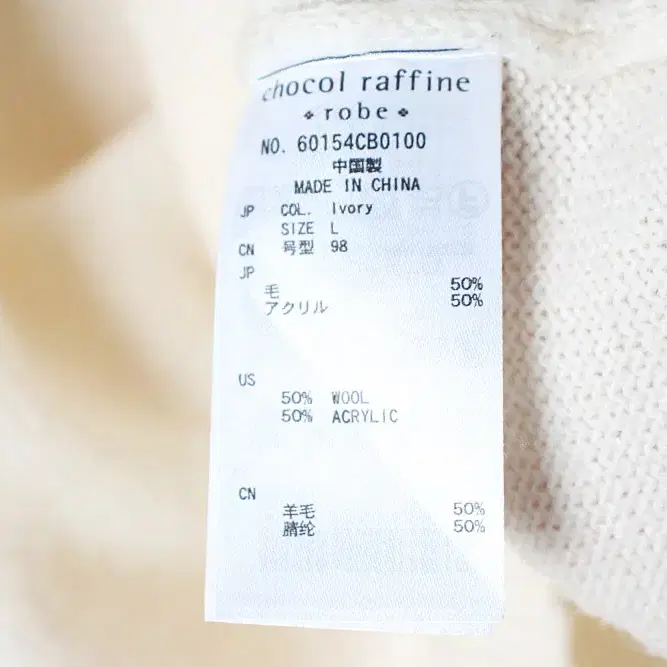 chocol raffine
robe
NO. 60154CB0100
中国製
MADE IN CHINA
JP COL. Ivory
SIZE L
CN 号型 98
JP
毛 50%
アクリル 50%
US
50% WOOL
50% ACRYLIC
CN
羊毛 50%
腈纶 50%